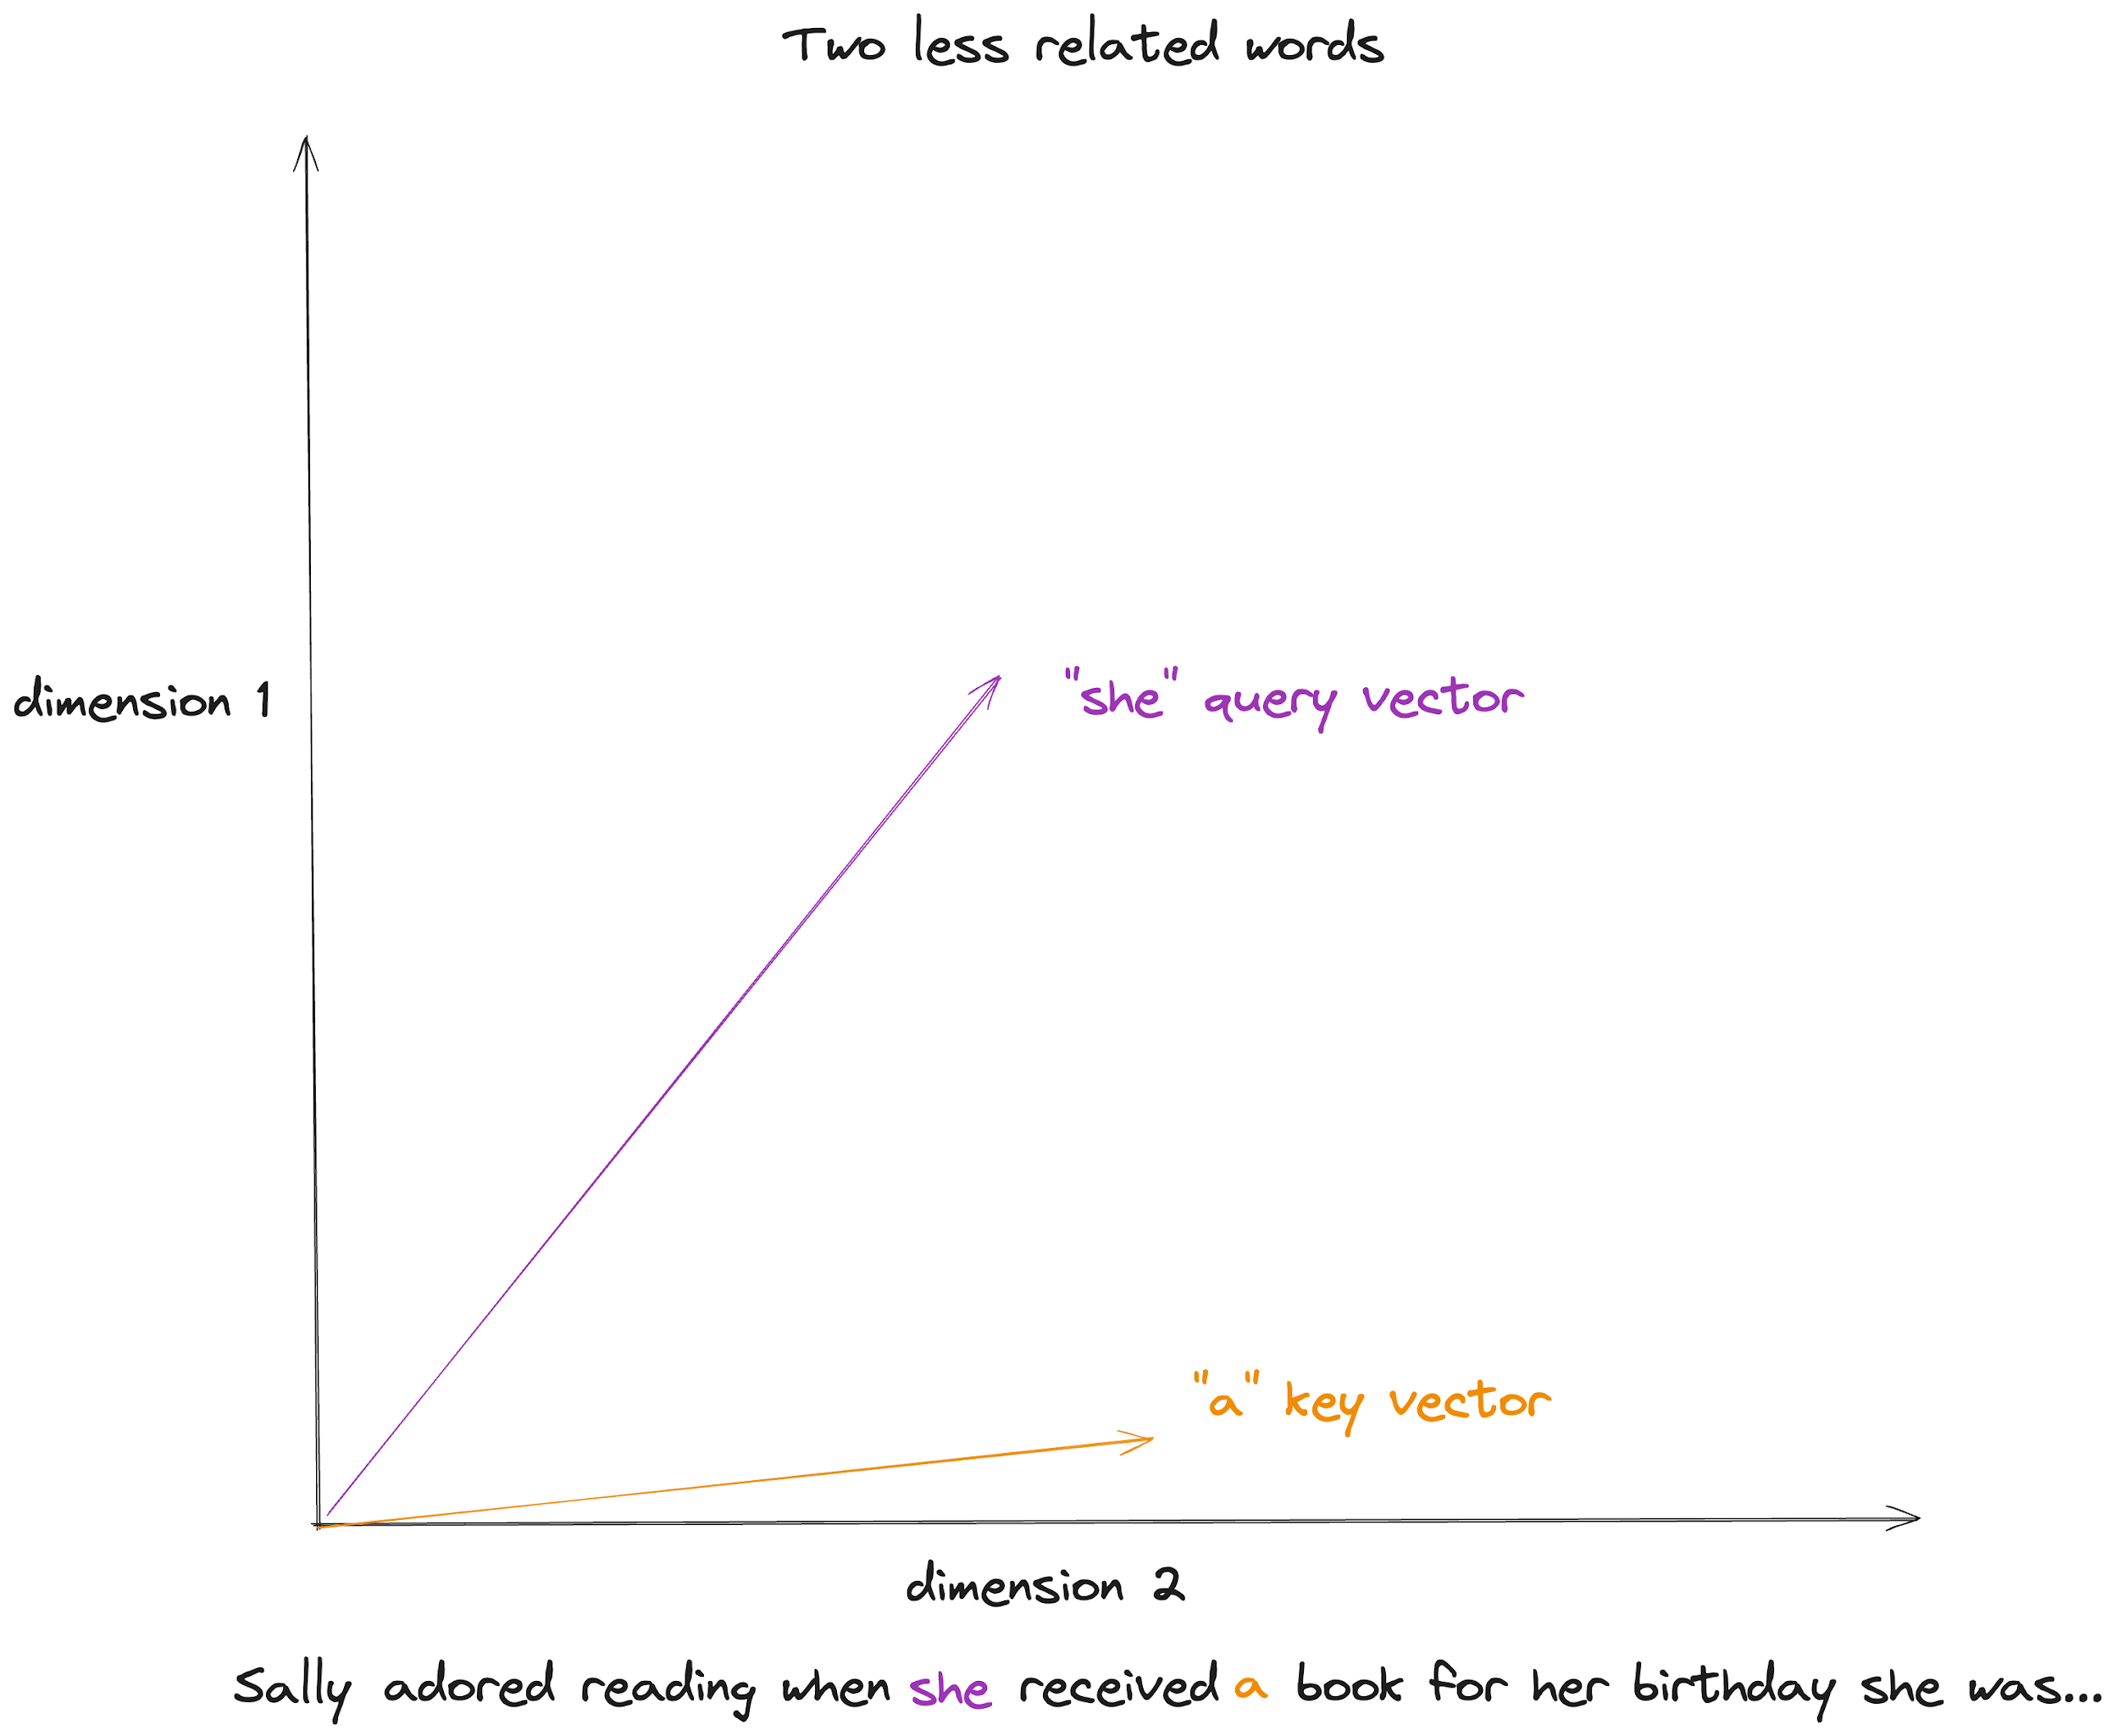 Two less related words
dimension 1
"she" query vector
"a" key vector
dimension 2
Sally adored reading when she received a book for her birthday she was...